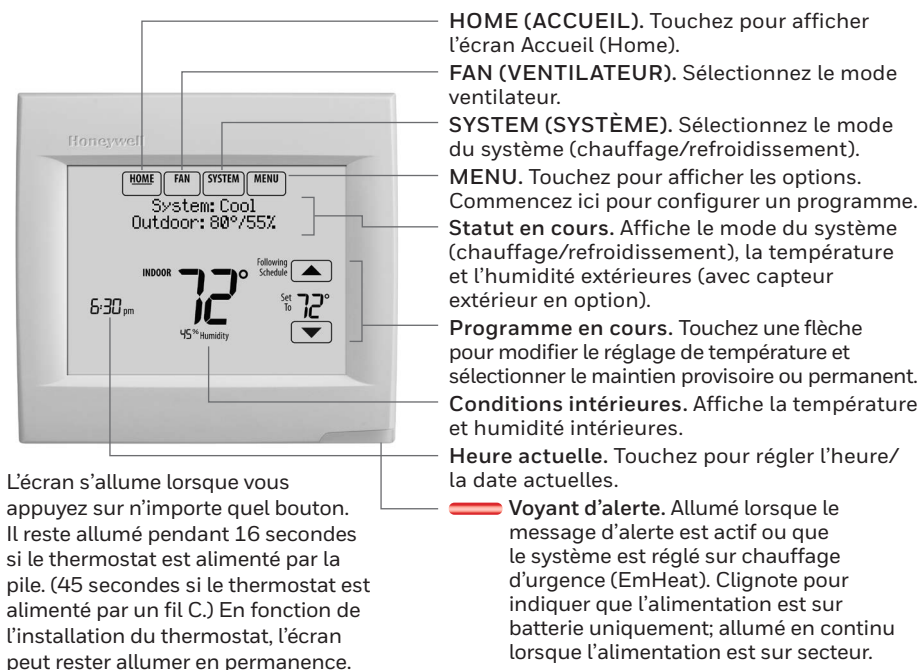 HOME (ACCUEIL). Touchez pour afficher
l’écran Accueil (Home).
FAN (VENTILATEUR). Sélectionnez le mode
ventilateur.
SYSTEM (SYSTÈME). Sélectionnez le mode
du système (chauffage/refroidissement).
MENU. Touchez pour afficher les options.
Commencez ici pour configurer un programme.
Statut en cours. Affiche le mode du système
(chauffage/refroidissement), la température
et l’humidité extérieures (avec capteur
extérieur en option).
Programme en cours. Touchez une flèche
pour modifier le réglage de température et
sélectionner le maintien provisoire ou permanent.
Conditions intérieures. Affiche la température
et humidité intérieures.
Heure actuelle. Touchez pour régler l’heure/
la date actuelles.
Voyant d’alerte. Allumé lorsque le
message d’alerte est actif ou que
le système est réglé sur chauffage
d’urgence (EmHeat). Clignote pour
indiquer que l’alimentation est sur
batterie uniquement; allumé en continu
lorsque l’alimentation est sur secteur.
Honeywell
HOME FAN SYSTEM MENU
System: Cool
Outdoor: 80°/55%
INDOOR 72°
Following
Schedule
Set
To 72°
6:30 pm
45% Humidity
L’écran s’allume lorsque vous
appuyez sur n’importe quel bouton.
Il reste allumé pendant 16 secondes
si le thermostat est alimenté par la
pile. (45 secondes si le thermostat est
alimenté par un fil C.) En fonction de
l’installation du thermostat, l’écran
peut rester allumer en permanence.